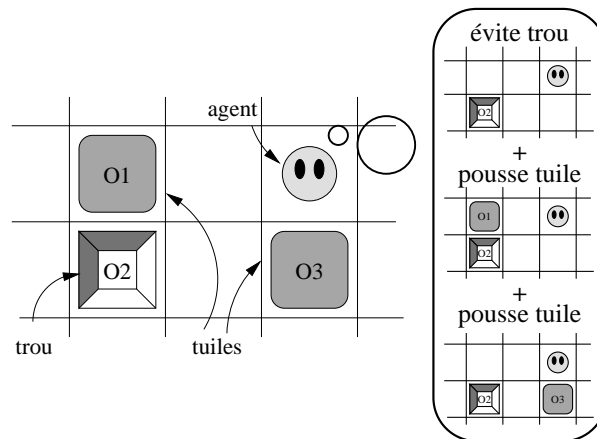 agent
O1
O2
O3
trou
tuiles
évite trou
O2
+
pousse tuile
O1
O2
+
pousse tuile
O2
O3